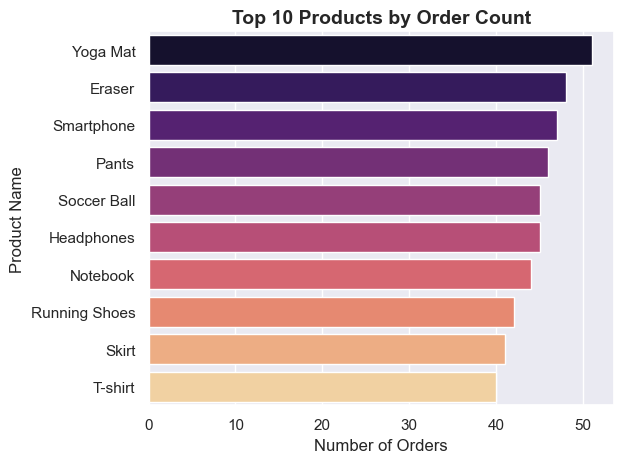 Top 10 Products by Order Count
Product Name
Yoga Mat
Eraser
Smartphone
Pants
Soccer Ball
Headphones
Notebook
Running Shoes
Skirt
T-shirt
0 10 20 30 40 50
Number of Orders